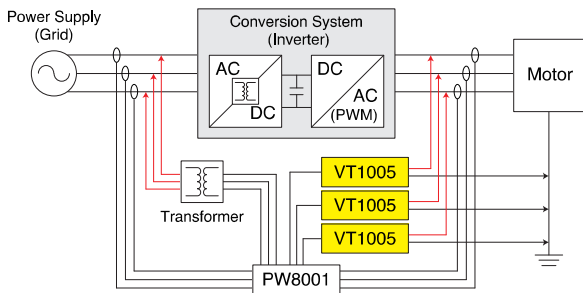 Power Supply
(Grid)
Conversion System
(Inverter)
AC
DC
DC
AC
(PWM)
Motor
Transformer
VT1005
VT1005
VT1005
PW8001